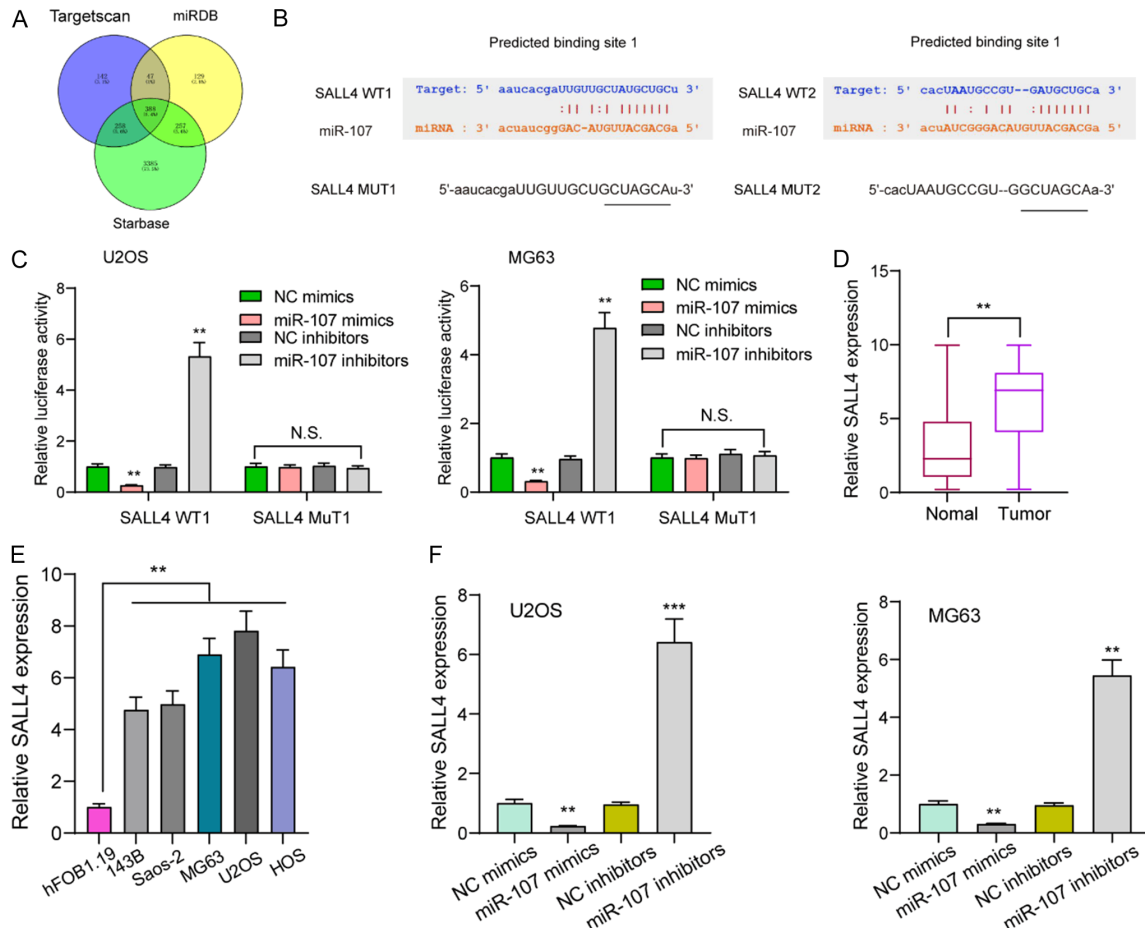 A
Targetscan
miRDB
142
47
129
388
258
257
3385
Starbase
B
Predicted binding site 1
SALL4 WT1
Target: 5' aaucacgaUUGUUGCUAUGCUGCu 3'
miR-107
miRNA : 3' acuaucggGAC-AUGUUACGACGa 5'
SALL4 MUT1
5'-aaucacgaUUGUUGCUGCUAGCAu-3'
Predicted binding site 1
SALL4 WT2
Target: 5' cacUAAUGCCGU--GAUGCUGCA 3'
miR-107
miRNA : 3' acuAUCGGGACAUGUUACGACGa 5'
SALL4 MUT2
5'-cacUAAUGCCGU--GGCUAGCAa-3'
C
U2OS
Relative luciferase activity
8
6
4
2
0
NC mimics
miR-107 mimics
NC inhibitors
miR-107 inhibitors
**
**
N.S.
SALL4 WT1
SALL4 MuT1
MG63
Relative luciferase activity
6
4
2
0
NC mimics
miR-107 mimics
NC inhibitors
miR-107 inhibitors
**
**
N.S.
SALL4 WT1
SALL4 MuT1
D
Relative SALL4 expression
15
10
5
0
**
Nomal
Tumor
E
Relative SALL4 expression
10
8
6
4
2
0
**
hFOB1.19
143B
Saos-2
MG63
U2OS
HOS
F
U2OS
Relative SALL4 expression
8
6
4
2
0
**
***
NC mimics
miR-107 mimics
NC inhibitors
miR-107 inhibitors
MG63
Relative SALL4 expression
8
6
4
2
0
**
**
NC mimics
miR-107 mimics
NC inhibitors
miR-107 inhibitors